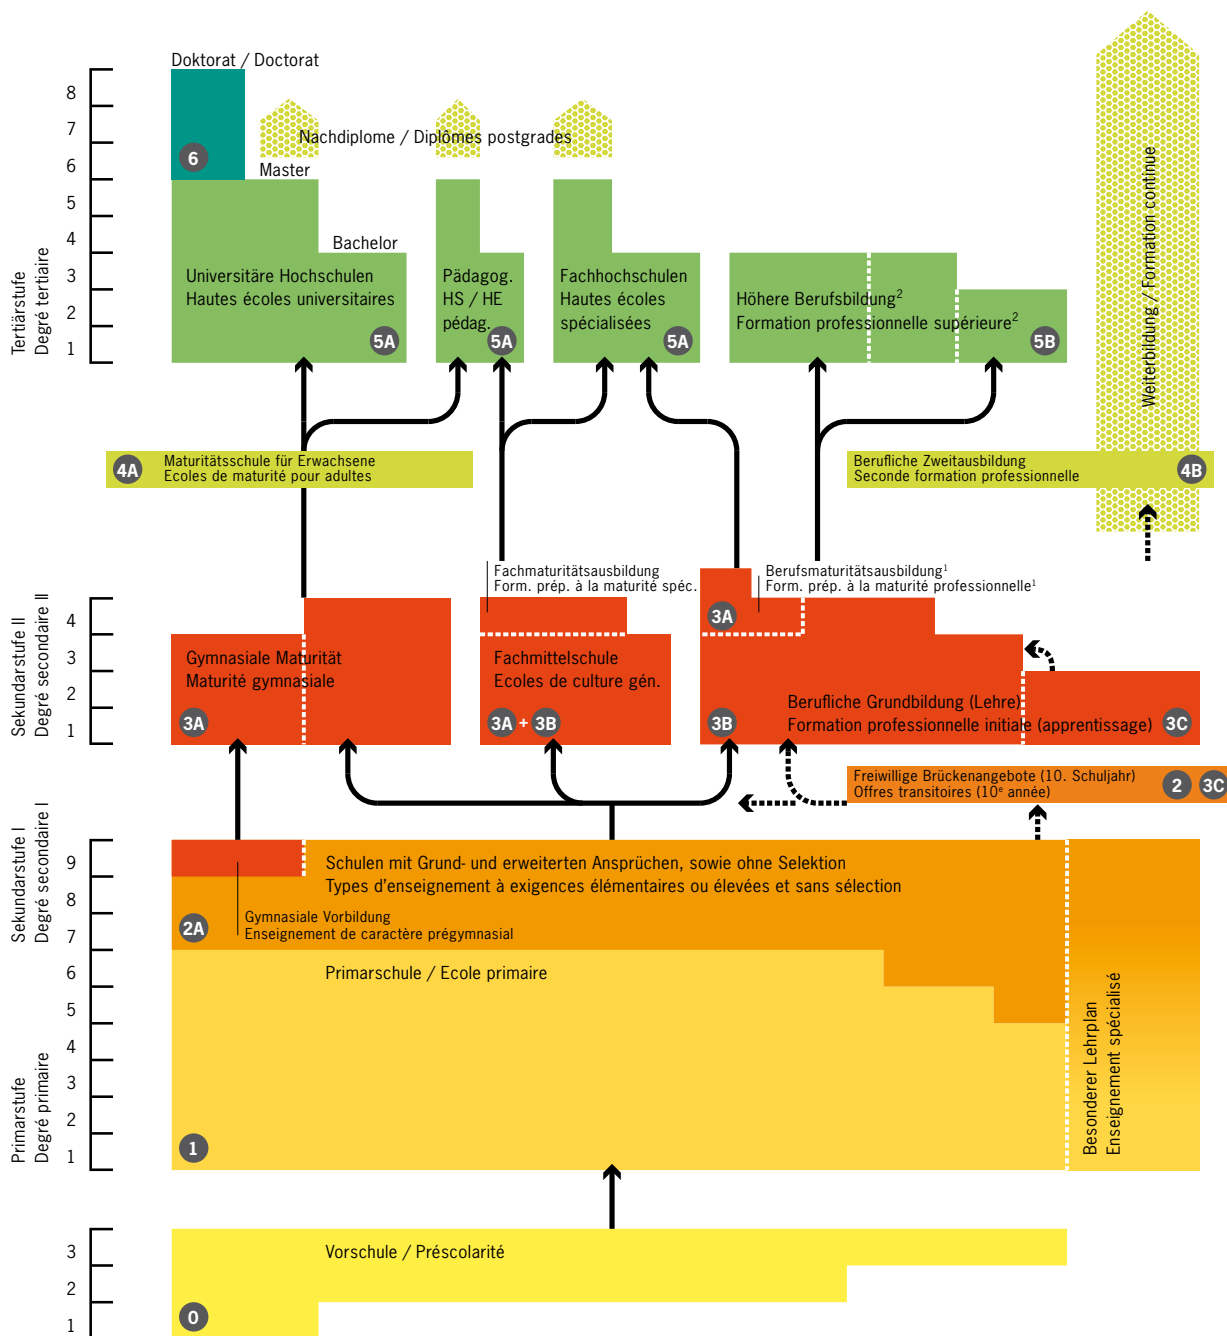 Doktorat / Doctorat
8
7
6
5
4
3
2
1
Tertiärstufe
Degré tertiaire
6
Nachdiplome / Diplômes postgrades
Master
Bachelor
Universitäre Hochschulen
Hautes écoles universitaires
5A
Pädagog.
HS / HE
pédag.
5A
Fachhochschulen
Hautes écoles
spécialisées
5A
Höhere Berufsbildung²
Formation professionnelle supérieure²
5B
Weiterbildung / Formation continue
4A
Maturitätsschule für Erwachsene
Ecoles de maturité pour adultes
Berufliche Zweitausbildung
Seconde formation professionnelle
4B
Sekundarstufe II
Degré secondaire II
4
3
2
1
Gymnasiale Maturität
Maturité gymnasiale
3A
Fachmaturitätsausbildung
Form. prép. à la maturité spéc.
Fachmittelschule
Ecoles de culture gén.
3A + 3B
Berufsmaturitätsausbildung¹
Form. prép. à la maturité professionnelle¹
3A
3B
Berufliche Grundbildung (Lehre)
Formation professionnelle initiale (apprentissage)
3C
Freiwillige Brückenangebote (10. Schuljahr)
Offres transitoires (10e année)
2
3C
Sekundarstufe I
Degré secondaire I
9
8
7
6
5
4
3
2
1
Schulen mit Grund- und erweiterten Ansprüchen, sowie ohne Selektion
Types d'enseignement à exigences élémentaires ou élevées et sans sélection
2A
Gymnasiale Vorbildung
Enseignement de caractère prégymnasial
Primarschule / Ecole primaire
Primarstufe
Degré primaire
1
Besonderer Lehrplan
Enseignement spécialisé
3
2
1
Vorschule / Préscolarité
0